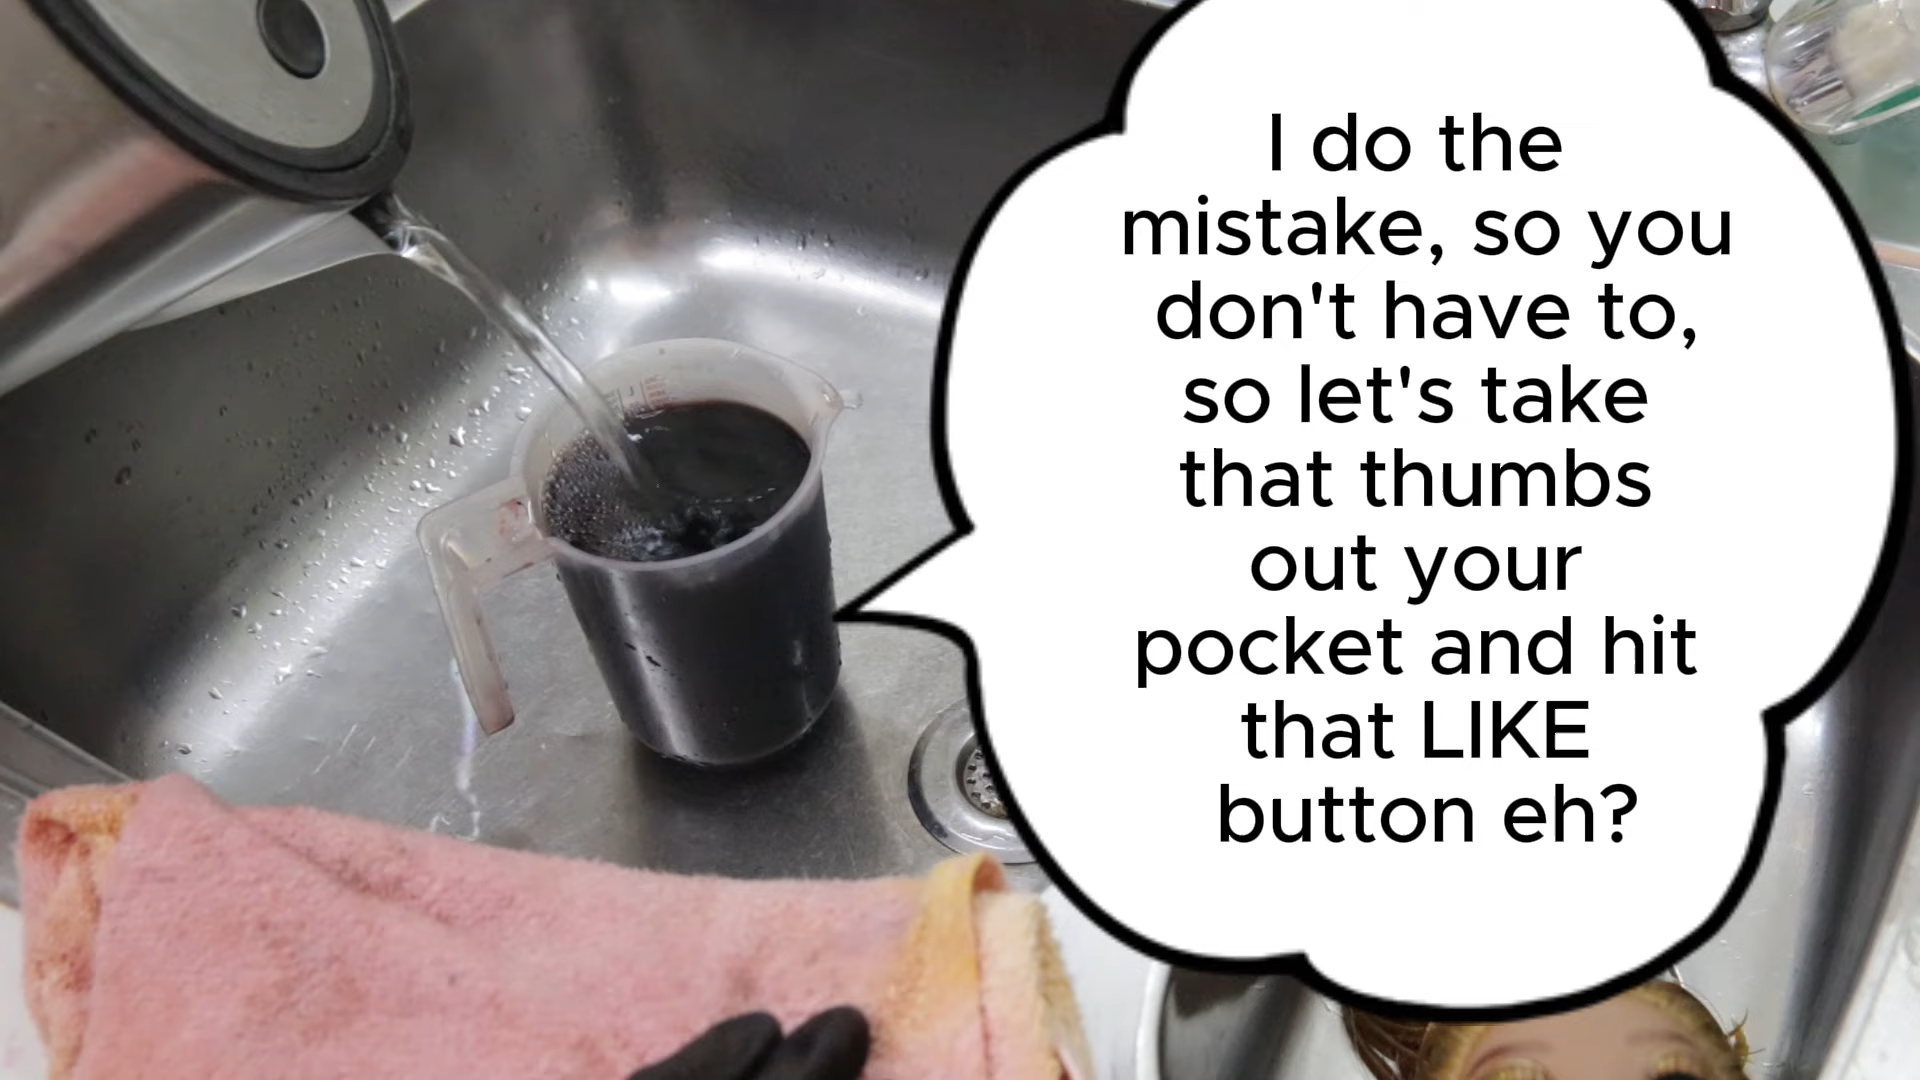 I do the
mistake, so you
don't have to,
so let's take
that thumbs
out your
pocket and hit
that LIKE
button eh?